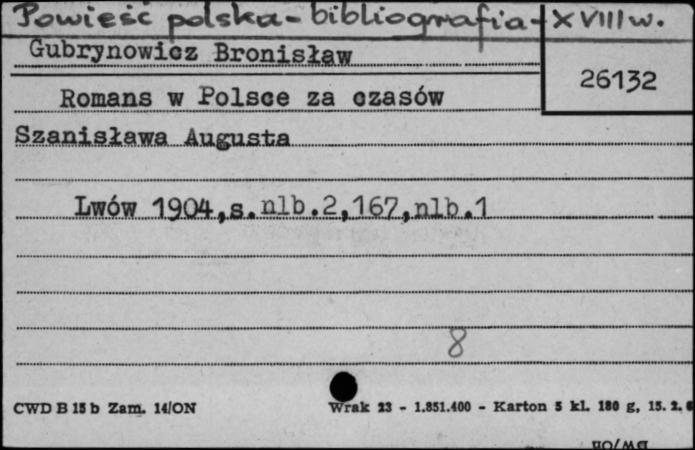 Powieść polska - bibliografia - XVIII w.
Gubrynowicz Bronisław
26132
Romans w Polsce za czasów
Szanisława Augusta
Lwów 1904,s.nlb.2,167,nlb.1
8
CWD B 15 b Zam. 14/ON
Wrak 23 - 1.851.400 - Karton 5 kl. 180 g, 15.2.6